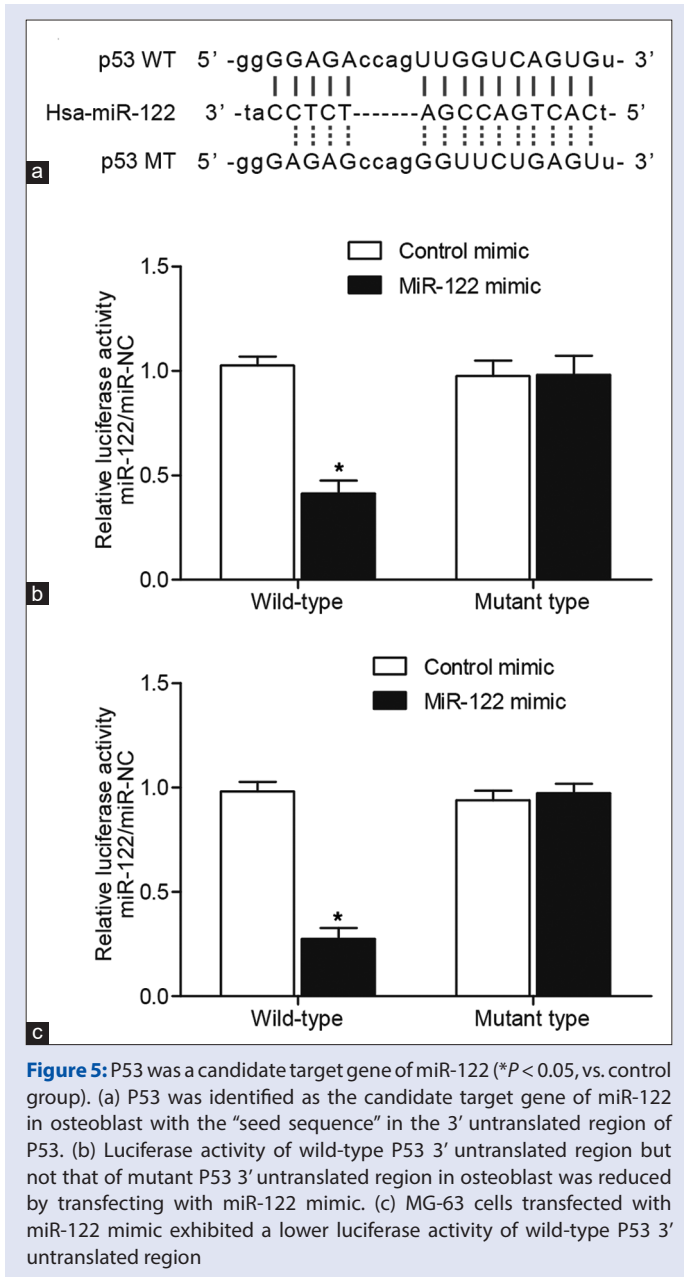 p53 WT 5' -ggGGAGAccagUUGGUCAGUGu- 3'
Hsa-miR-122 3' -taCCTCT-------AGCCAGTCACt- 5'
p53 MT 5' -ggGAGAGccagGGUUCUGAGUu- 3'
a
Control mimic
MiR-122 mimic
Relative luciferase activity
miR-122/miR-NC
1.5
1.0
0.5
0.0
*
Wild-type Mutant type
b
Control mimic
MiR-122 mimic
Relative luciferase activity
miR-122/miR-NC
1.5
1.0
0.5
0.0
*
Wild-type Mutant type
c
Figure 5: P53 was a candidate target gene of miR-122 (*P < 0.05, vs. control
group). (a) P53 was identified as the candidate target gene of miR-122
in osteoblast with the “seed sequence” in the 3’ untranslated region of
P53. (b) Luciferase activity of wild-type P53 3’ untranslated region but
not that of mutant P53 3’ untranslated region in osteoblast was reduced
by transfecting with miR-122 mimic. (c) MG-63 cells transfected with
miR-122 mimic exhibited a lower luciferase activity of wild-type P53 3’
untranslated region